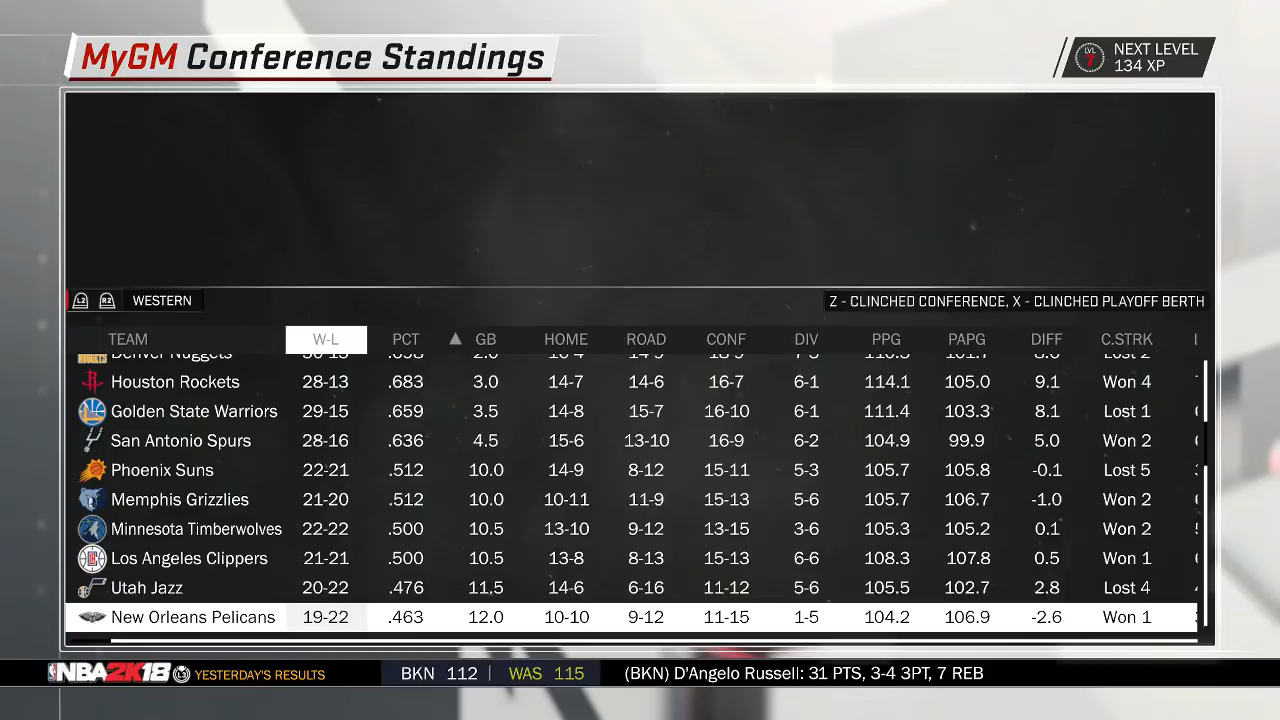 MyGM Conference Standings
LVL 7 NEXT LEVEL
134 XP
L2 R2 WESTERN
Z - CLINCHED CONFERENCE, X - CLINCHED PLAYOFF BERTH
TEAM W-L PCT GB HOME ROAD CONF DIV PPG PAPG DIFF C.STRK
Denver Nuggets
Houston Rockets 28-13 .683 3.0 14-7 14-6 16-7 6-1 114.1 105.0 9.1 Won 4
Golden State Warriors 29-15 .659 3.5 14-8 15-7 16-10 6-1 111.4 103.3 8.1 Lost 1
San Antonio Spurs 28-16 .636 4.5 15-6 13-10 16-9 6-2 104.9 99.9 5.0 Won 2
Phoenix Suns 22-21 .512 10.0 14-9 8-12 15-11 5-3 105.7 105.8 -0.1 Lost 5
Memphis Grizzlies 21-20 .512 10.0 10-11 11-9 15-13 5-6 105.7 106.7 -1.0 Won 2
Minnesota Timberwolves 22-22 .500 10.5 13-10 9-12 13-15 3-6 105.3 105.2 0.1 Won 2
Los Angeles Clippers 21-21 .500 10.5 13-8 8-13 15-13 6-6 108.3 107.8 0.5 Won 1
Utah Jazz 20-22 .476 11.5 14-6 6-16 11-12 5-6 105.5 102.7 2.8 Lost 4
New Orleans Pelicans 19-22 .463 12.0 10-10 9-12 11-15 1-5 104.2 106.9 -2.6 Won 1
NBA 2K18 YESTERDAY'S RESULTS BKN 112 | WAS 115 (BKN) D'Angelo Russell: 31 PTS, 3-4 3PT, 7 REB